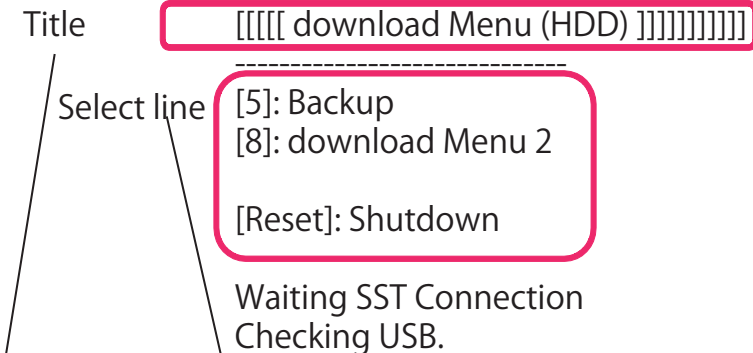 Title [[[[[ download Menu (HDD) ]]]]]]]]]]]
------------------------------
Select line [5]: Backup
[8]: download Menu 2
[Reset]: Shutdown
Waiting SST Connection
Checking USB.